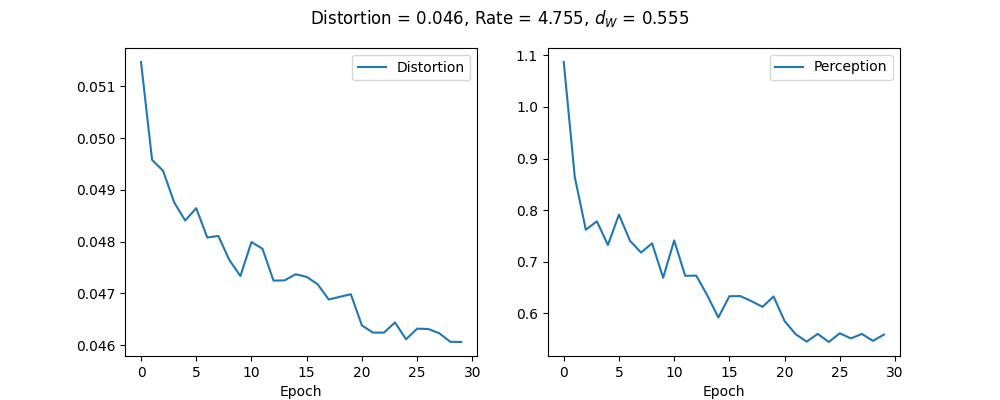 Distortion = 0.046, Rate = 4.755, d_W = 0.555
Distortion
0.051
0.050
0.049
0.048
0.047
0.046
0 5 10 15 20 25 30
Epoch
Perception
1.1
1.0
0.9
0.8
0.7
0.6
0 5 10 15 20 25 30
Epoch